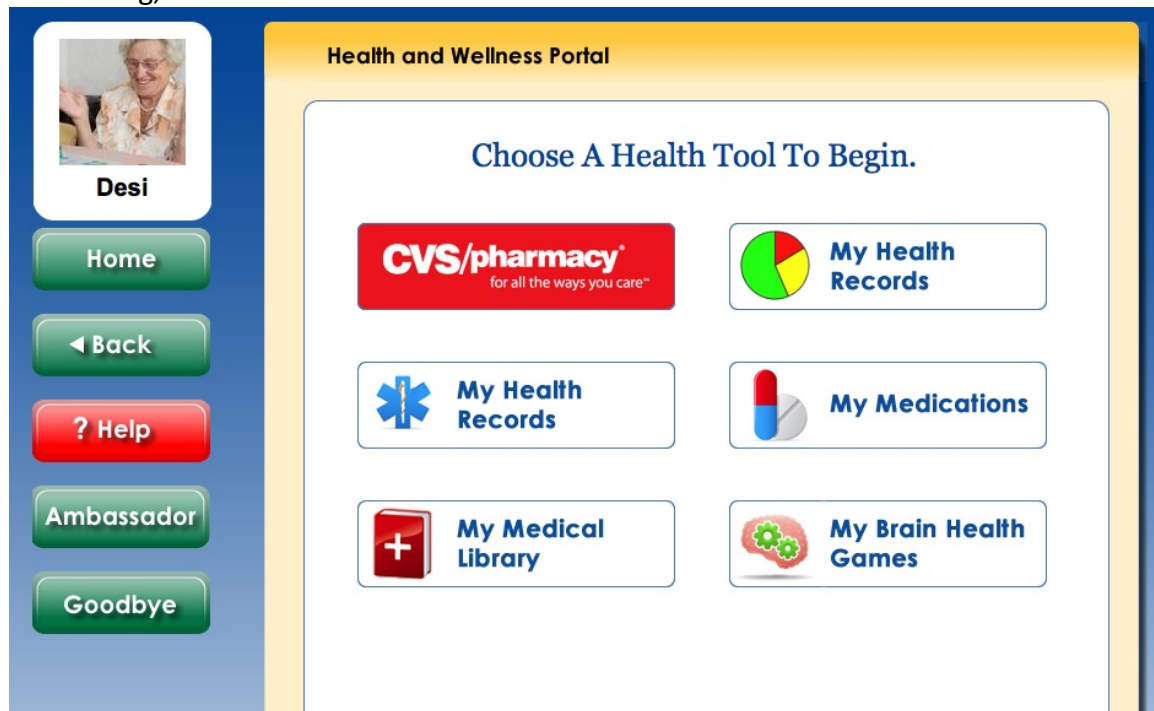 Health and Wellness Portal
Desi
Home
Back
? Help
Ambassador
Goodbye
Choose A Health Tool To Begin.
CVS/pharmacy®
for all the ways you care℠
My Health
Records
My Health
Records
My Medications
My Medical
Library
My Brain Health
Games